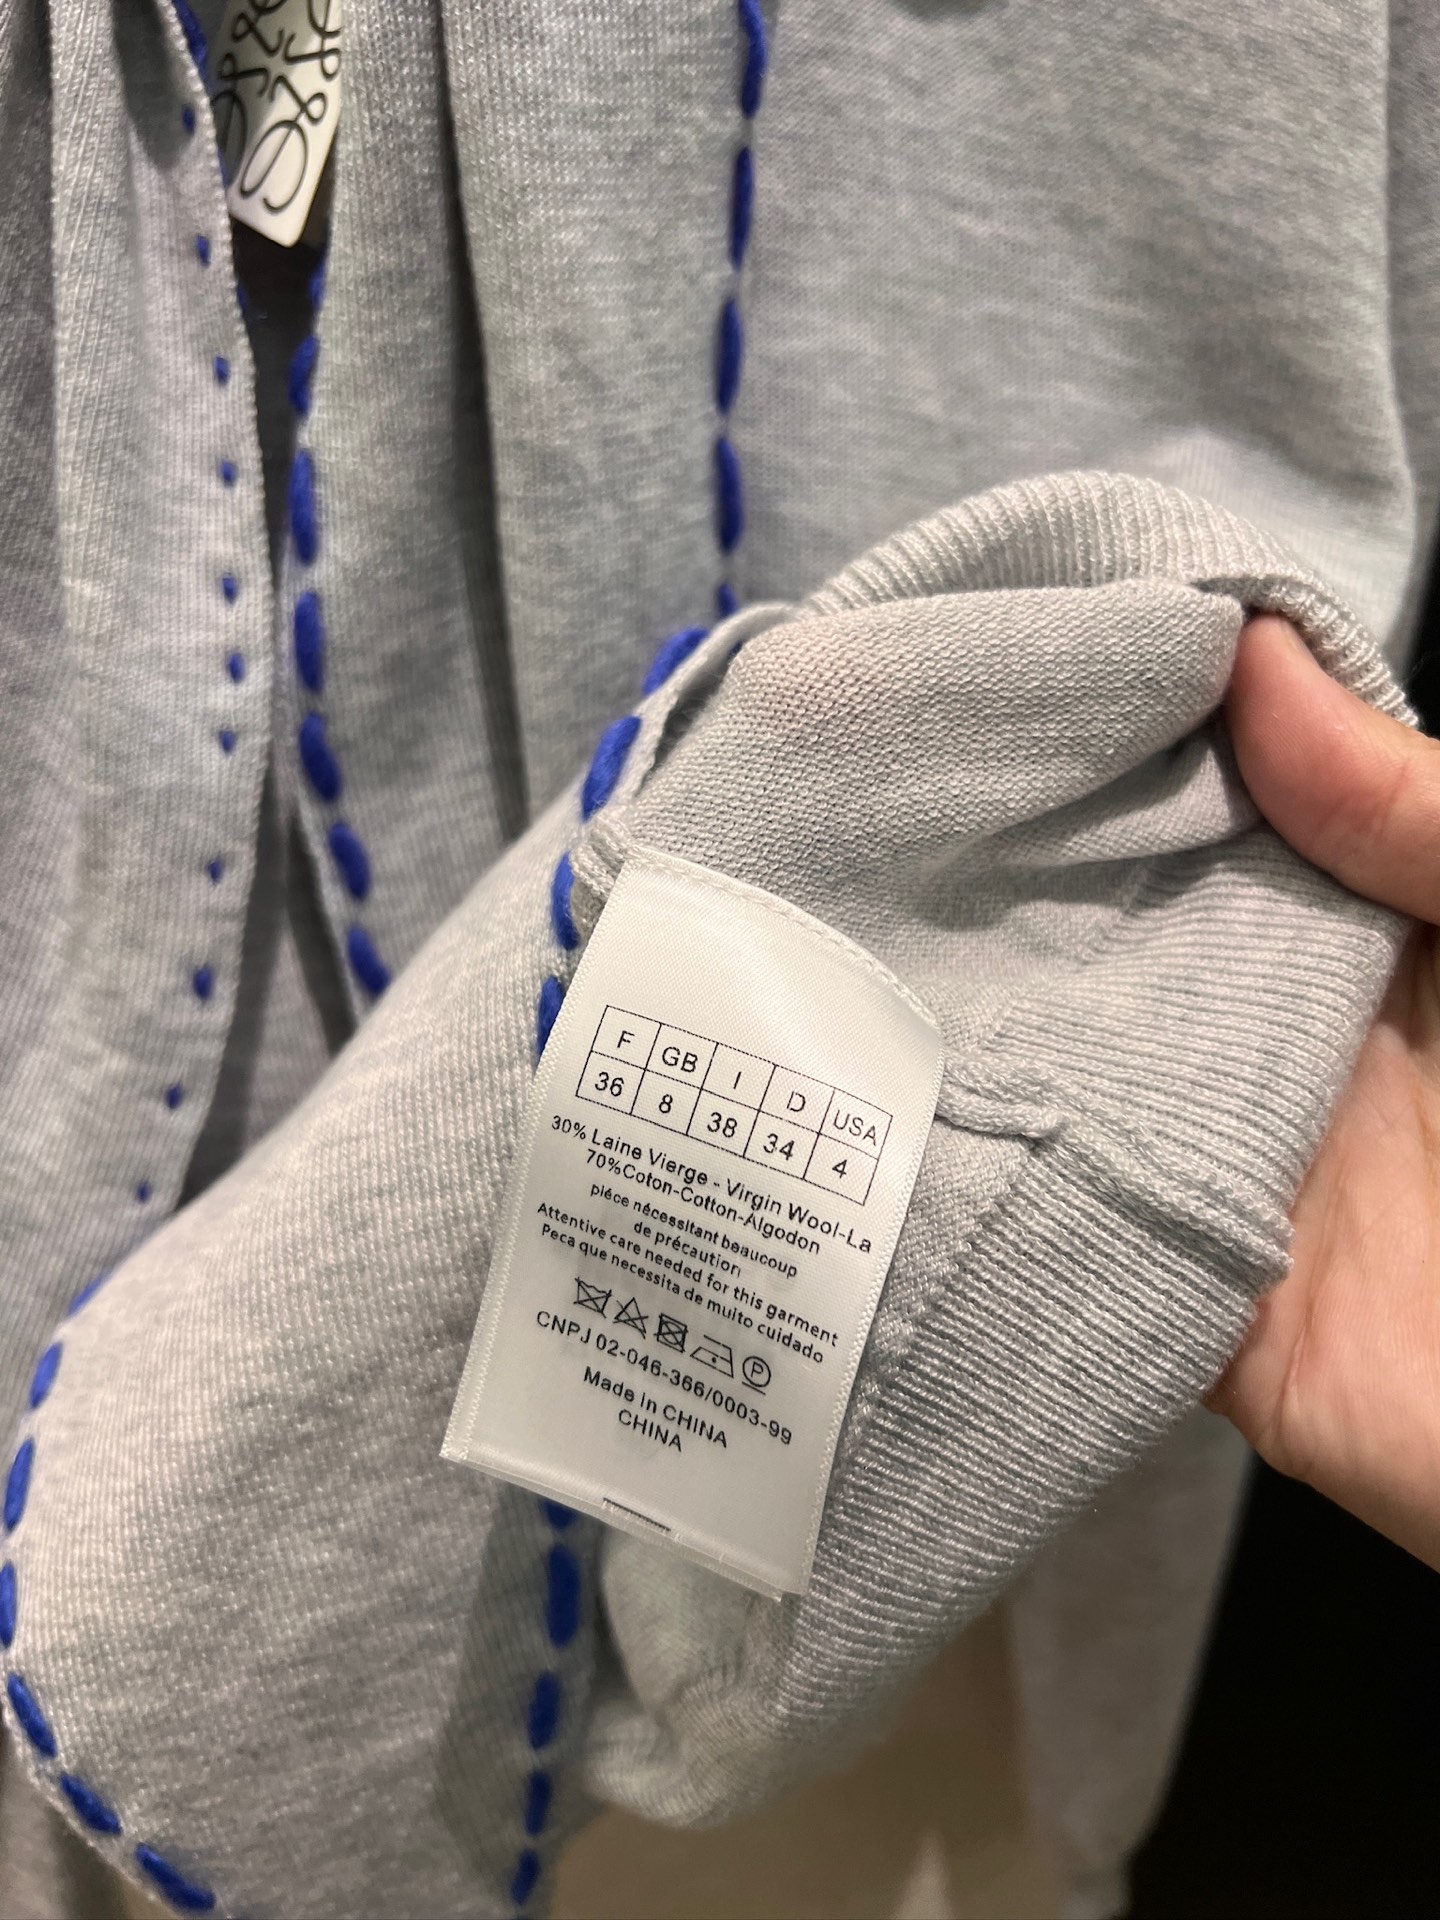 F GB I D USA
36 8 38 34 4
30% Laine Vierge - Virgin Wool-La
70%Coton-Cotton-Algodon
piéce nécessitant beaucoup
de précaution
Attentive care needed for this garment
Peca que necessita de muito cuidado
P
CNPJ 02-046-366/0003-99
Made in CHINA
CHINA